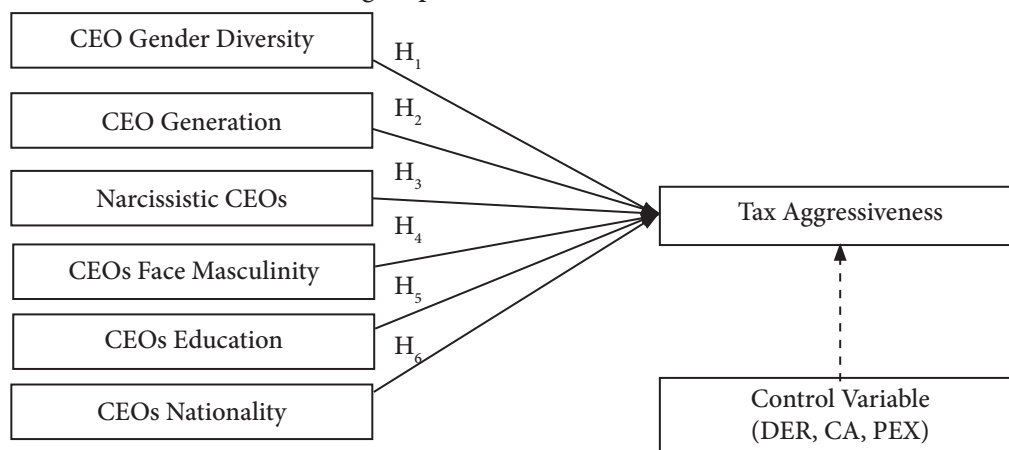 CEO Gender Diversity
H1
CEO Generation
H2
Narcissistic CEOs
H3
Tax Aggressiveness
H4
CEOs Face Masculinity
H5
CEOs Education
H6
CEOs Nationality
Control Variable
(DER, CA, PEX)